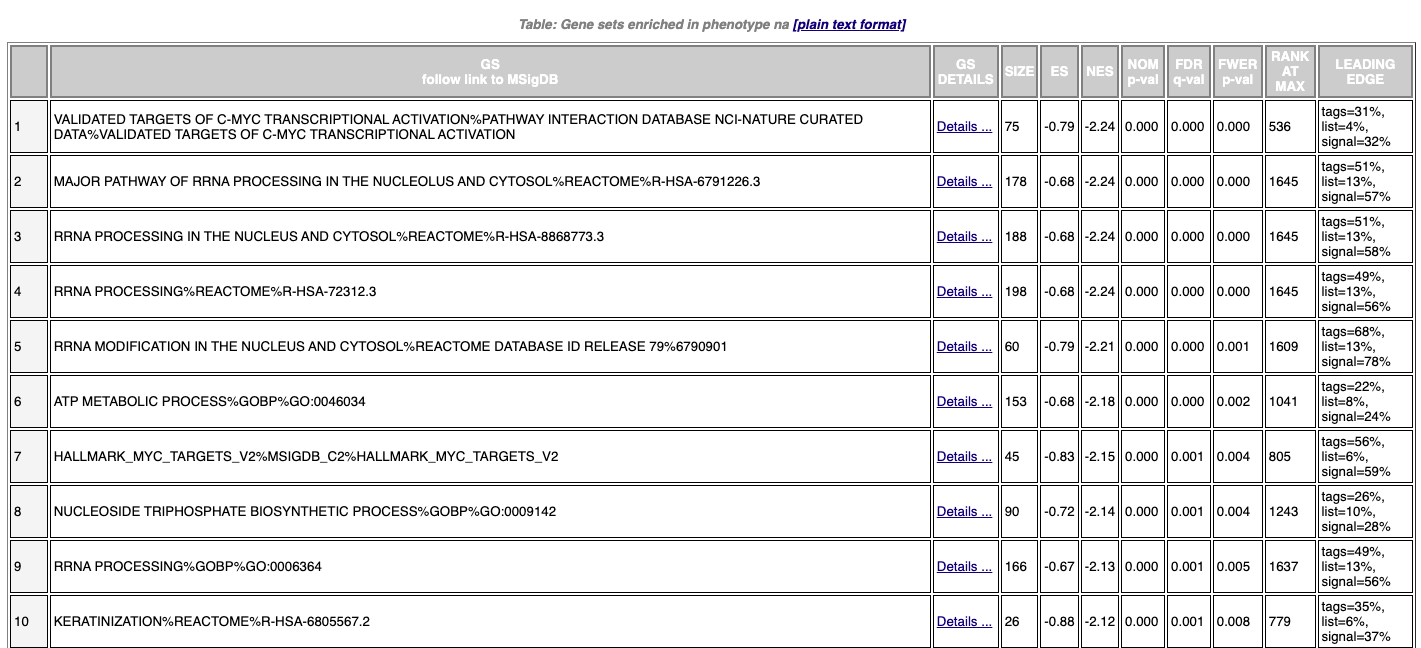 Table: Gene sets enriched in phenotype na [plain text format]
GS
follow link to MSigDB
GS
DETAILS
SIZE
ES
NES
NOM
p-val
FDR
q-val
FWER
p-val
RANK
AT
MAX
LEADING
EDGE
1
VALIDATED TARGETS OF C-MYC TRANSCRIPTIONAL ACTIVATION%PATHWAY INTERACTION DATABASE NCI-NATURE CURATED
DATA%VALIDATED TARGETS OF C-MYC TRANSCRIPTIONAL ACTIVATION
Details ... 75 -0.79 -2.24 0.000 0.000 0.000 536
tags=31%,
list=4%,
signal=32%
2 MAJOR PATHWAY OF RRNA PROCESSING IN THE NUCLEOLUS AND CYTOSOL%REACTOME%R-HSA-6791226.3 Details ... 178 -0.68 -2.24 0.000 0.000 0.000 1645
tags=51%,
list=13%,
signal=57%
3 RRNA PROCESSING IN THE NUCLEUS AND CYTOSOL%REACTOME%R-HSA-8868773.3 Details ... 188 -0.68 -2.24 0.000 0.000 0.000 1645
tags=51%,
list=13%,
signal=58%
4 RRNA PROCESSING%REACTOME%R-HSA-72312.3 Details ... 198 -0.68 -2.24 0.000 0.000 0.000 1645
tags=49%,
list=13%,
signal=56%
5 RRNA MODIFICATION IN THE NUCLEUS AND CYTOSOL%REACTOME DATABASE ID RELEASE 79%6790901 Details ... 60 -0.79 -2.21 0.000 0.000 0.001 1609
tags=68%,
list=13%,
signal=78%
6 ATP METABOLIC PROCESS%GOBP%GO:0046034 Details ... 153 -0.68 -2.18 0.000 0.000 0.002 1041
tags=22%,
list=8%,
signal=24%
7 HALLMARK_MYC_TARGETS_V2%MSIGDB_C2%HALLMARK_MYC_TARGETS_V2 Details ... 45 -0.83 -2.15 0.000 0.001 0.004 805
tags=56%,
list=6%,
signal=59%
8 NUCLEOSIDE TRIPHOSPHATE BIOSYNTHETIC PROCESS%GOBP%GO:0009142 Details ... 90 -0.72 -2.14 0.000 0.001 0.004 1243
tags=26%,
list=10%,
signal=28%
9 RRNA PROCESSING%GOBP%GO:0006364 Details ... 166 -0.67 -2.13 0.000 0.001 0.005 1637
tags=49%,
list=13%,
signal=56%
10 KERATINIZATION%REACTOME%R-HSA-6805567.2 Details ... 26 -0.88 -2.12 0.000 0.001 0.008 779
tags=35%,
list=6%,
signal=37%